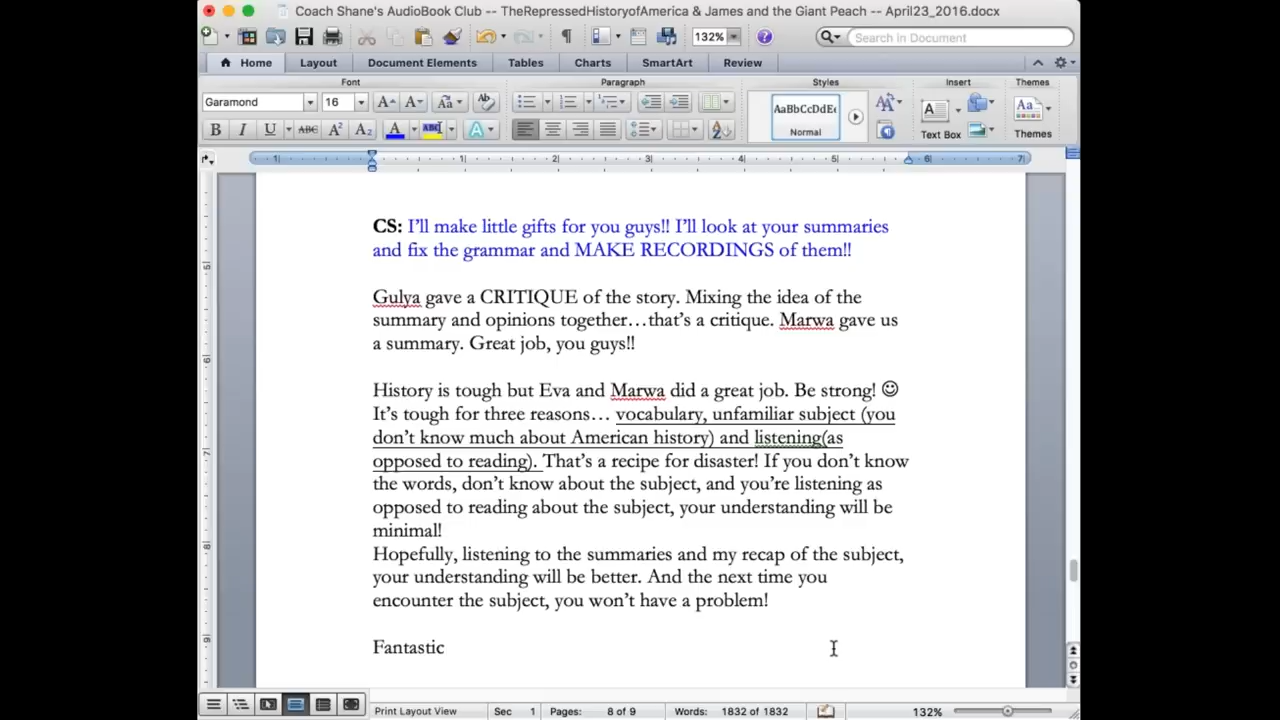 Coach Shane's AudioBook Club -- TheRepressedHistoryofAmerica & James and the Giant Peach -- April23_2016.docx
132%
Search in Document
Home Layout Document Elements Tables Charts SmartArt Review
Font Paragraph Styles Insert Themes
Garamond 16 AaBbCcDdEe
Normal Text Box Themes
CS: I'll make little gifts for you guys!! I'll look at your summaries
and fix the grammar and MAKE RECORDINGS of them!!
Gulya gave a CRITIQUE of the story. Mixing the idea of the
summary and opinions together…that's a critique. Marwa gave us
a summary. Great job, you guys!!
History is tough but Eva and Marwa did a great job. Be strong! ☺
It's tough for three reasons… vocabulary, unfamiliar subject (you
don't know much about American history) and listening(as
opposed to reading). That's a recipe for disaster! If you don't know
the words, don't know about the subject, and you're listening as
opposed to reading about the subject, your understanding will be
minimal!
Hopefully, listening to the summaries and my recap of the subject,
your understanding will be better. And the next time you
encounter the subject, you won't have a problem!
Fantastic
Print Layout View Sec 1 Pages: 8 of 9 Words: 1832 of 1832 132%